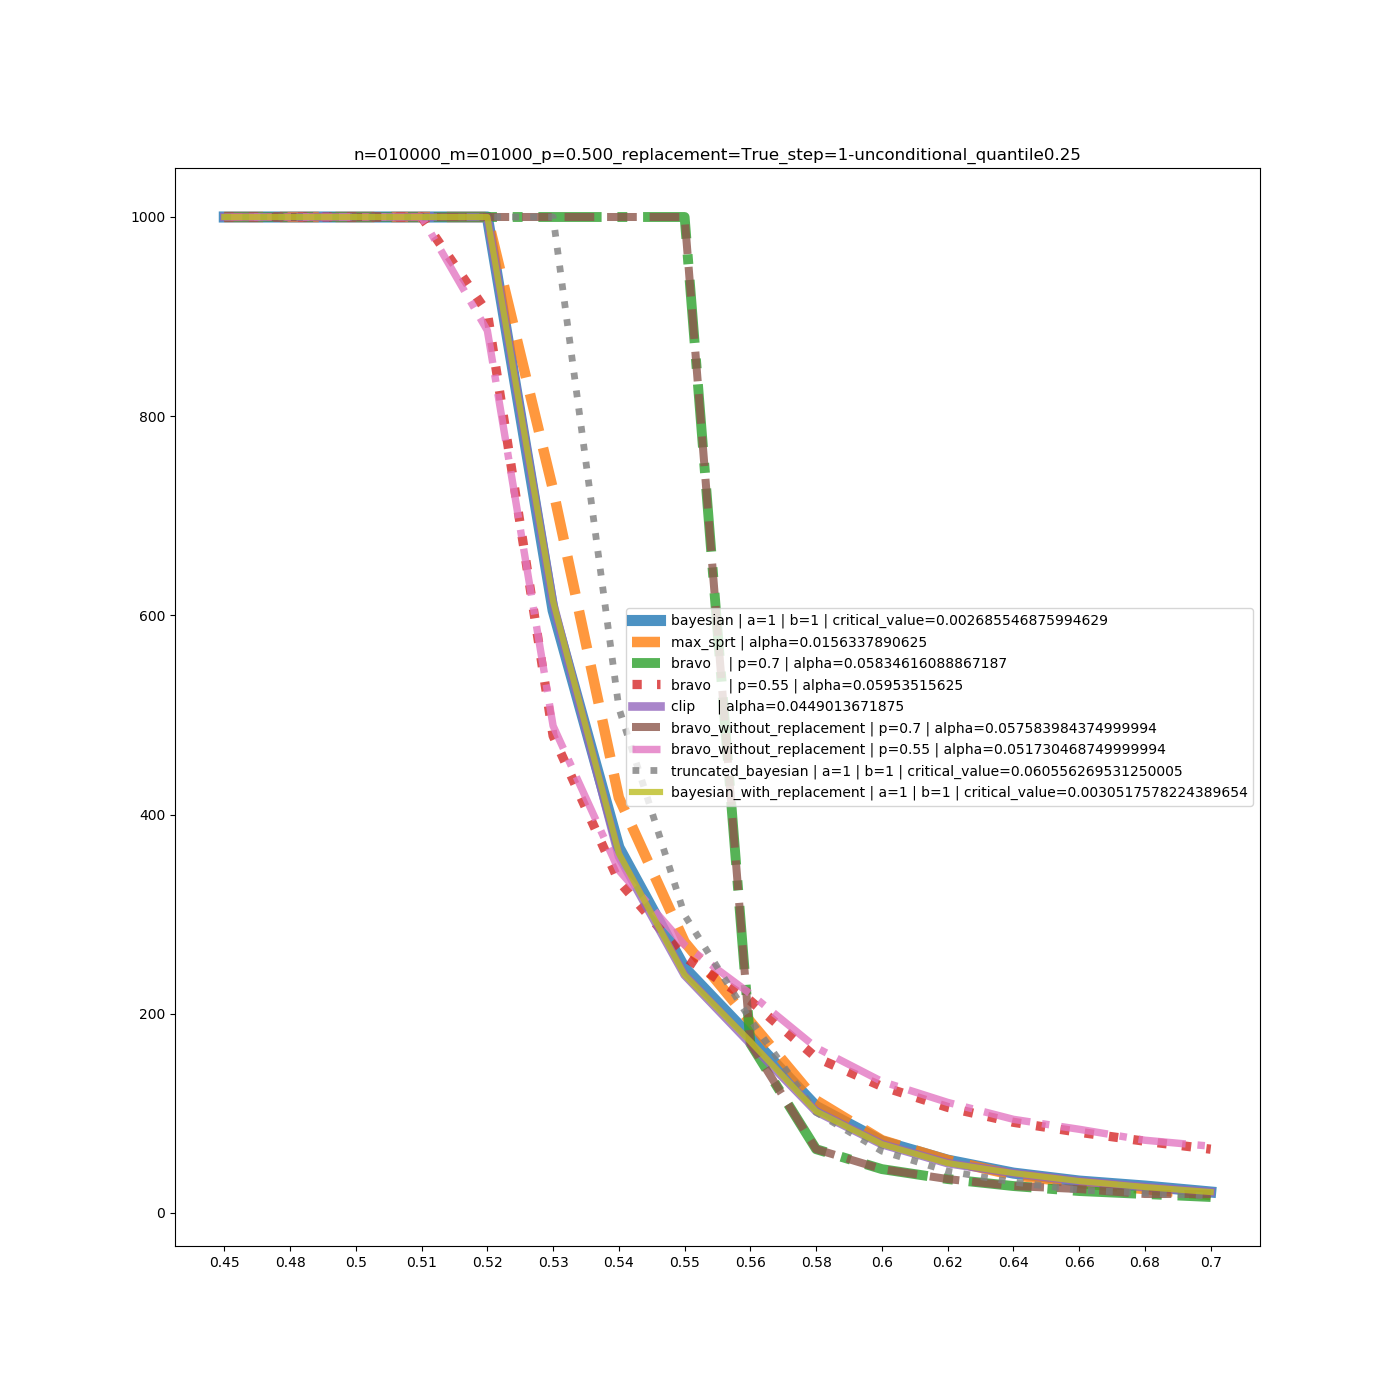 n=010000_m=01000_p=0.500_replacement=True_step=1-unconditional_quantile0.25
1000
800
600
400
200
0
bayesian | a=1 | b=1 | critical_value=0.002685546875994629
max_sprt | alpha=0.0156337890625
bravo    | p=0.7 | alpha=0.05834616088867187
bravo    | p=0.55 | alpha=0.05953515625
clip     | alpha=0.0449013671875
bravo_without_replacement | p=0.7 | alpha=0.057583984374999994
bravo_without_replacement | p=0.55 | alpha=0.051730468749999994
truncated_bayesian | a=1 | b=1 | critical_value=0.060556269531250005
bayesian_with_replacement | a=1 | b=1 | critical_value=0.0030517578224389654
0.45 0.48 0.5 0.51 0.52 0.53 0.54 0.55 0.56 0.58 0.6 0.62 0.64 0.66 0.68 0.7